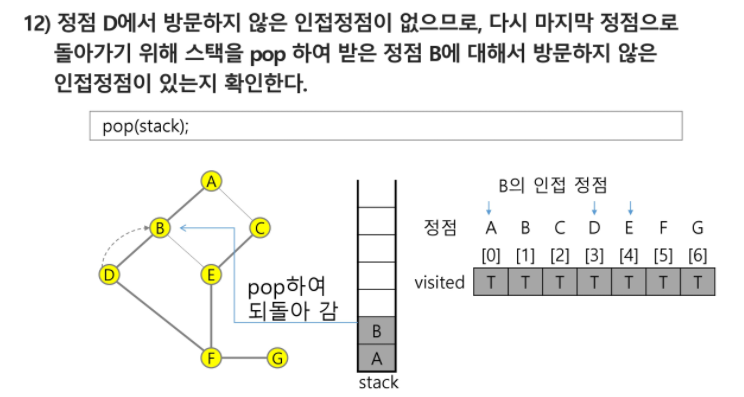 12) 정점 D에서 방문하지 않은 인접정점이 없으므로, 다시 마지막 정점으로
돌아가기 위해 스택을 pop 하여 받은 정점 B에 대해서 방문하지 않은
인접정점이 있는지 확인한다.
pop(stack);
A
B
C
D
E
F
G
pop하여
되돌아 감
B
A
stack
B의 인접 정점
정점 A B C D E F G
[0] [1] [2] [3] [4] [5] [6]
visited T T T T T T T